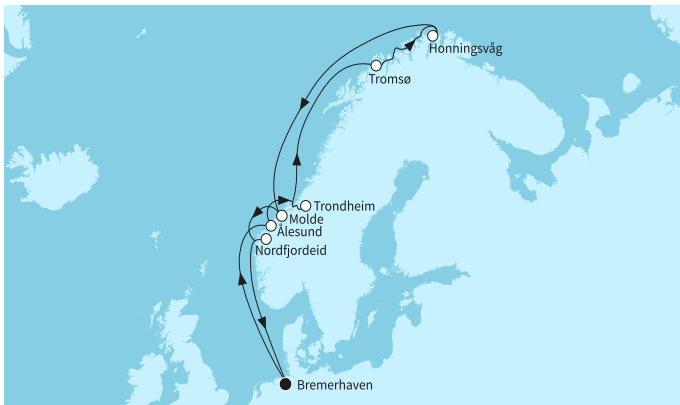 Honningsvåg
Tromsø
Trondheim
Molde
Ålesund
Nordfjordeid
Bremerhaven